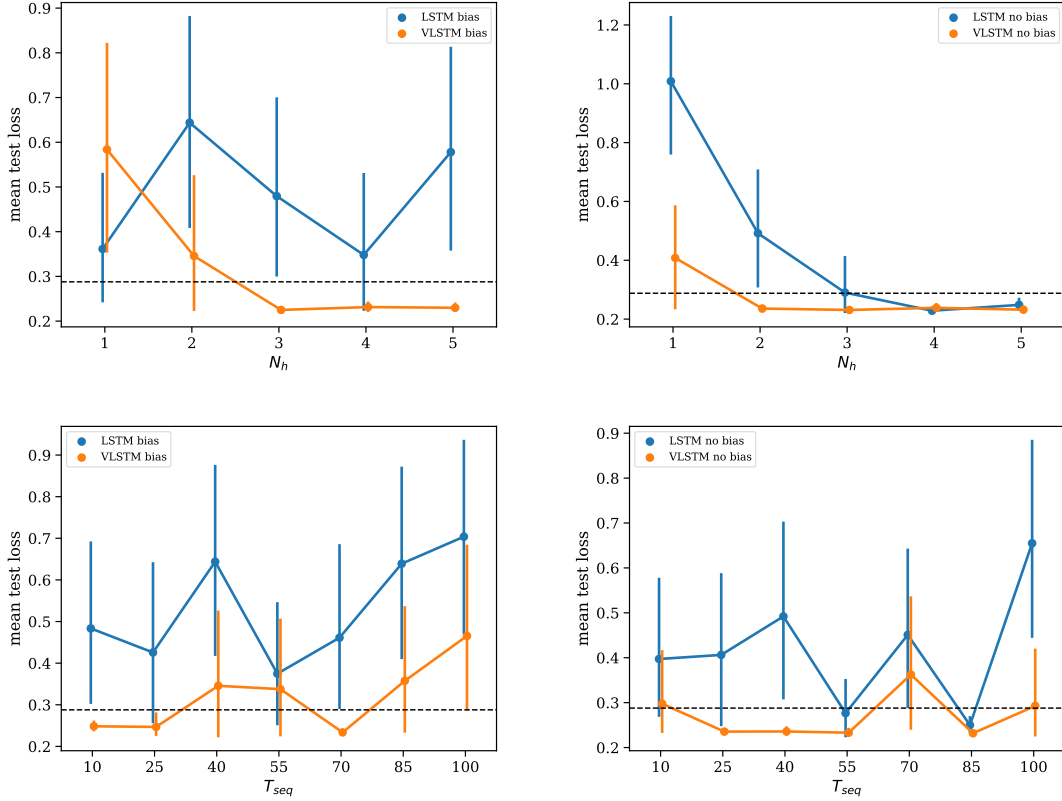 LSTM bias
VLSTM bias
mean test loss
0.9
0.8
0.7
0.6
0.5
0.4
0.3
0.2
1 2 3 4 5
N_h
LSTM no bias
VLSTM no bias
mean test loss
1.2
1.0
0.8
0.6
0.4
0.2
1 2 3 4 5
N_h
LSTM bias
VLSTM bias
mean test loss
0.9
0.8
0.7
0.6
0.5
0.4
0.3
0.2
10 25 40 55 70 85 100
T_seq
LSTM no bias
VLSTM no bias
mean test loss
0.9
0.8
0.7
0.6
0.5
0.4
0.3
0.2
10 25 40 55 70 85 100
T_seq